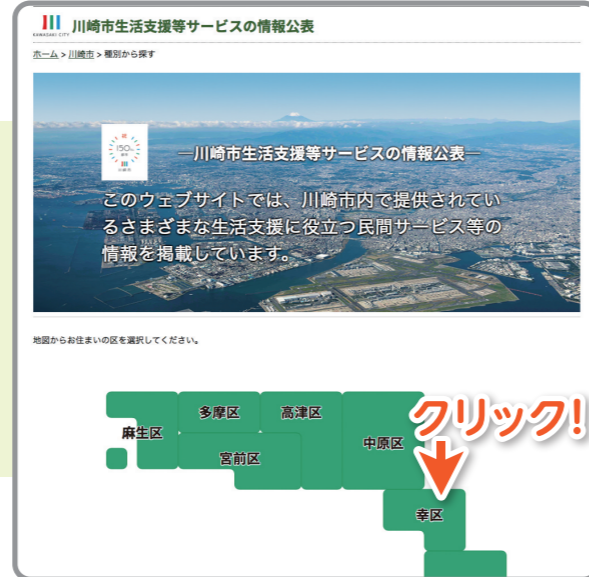 KAWASAKI CITY
川崎市生活支援等サービスの情報公表
ホーム > 川崎市 > 種別から探す
150th
川崎市
―川崎市生活支援等サービスの情報公表―
このウェブサイトでは、川崎市内で提供されてい
るさまざまな生活支援に役立つ民間サービス等の
情報を掲載しています。
地図からお住まいの区を選択してください。
クリック!
多摩区
高津区
麻生区
中原区
宮前区
幸区